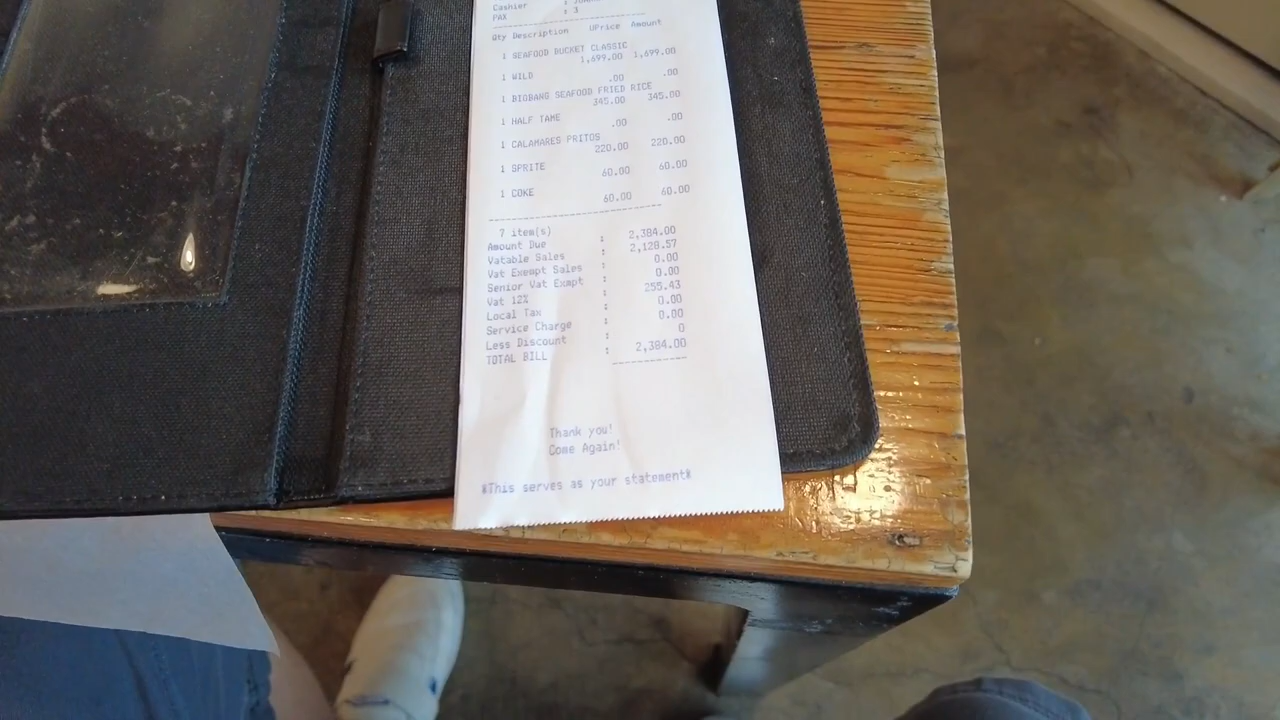 Cashier :
PAX : 3
Qty Description UPrice Amount
1 SEAFOOD BUCKET CLASSIC
1,699.00 1,699.00
1 WILD .00 .00
1 BIGBANG SEAFOOD FRIED RICE
345.00 345.00
1 HALF TAME .00 .00
1 CALAMARES PRITOS
220.00 220.00
1 SPRITE 60.00 60.00
1 COKE 60.00 60.00
7 item(s)
Amount Due : 2,384.00
Vatable Sales : 2,128.57
Vat Exempt Sales : 0.00
Senior Vat Exmpt : 0.00
Vat 12% : 255.43
Local Tax : 0.00
Service Charge : 0.00
Less Discount : 0
TOTAL BILL : 2,384.00
Thank you!
Come Again!
*This serves as your statement*